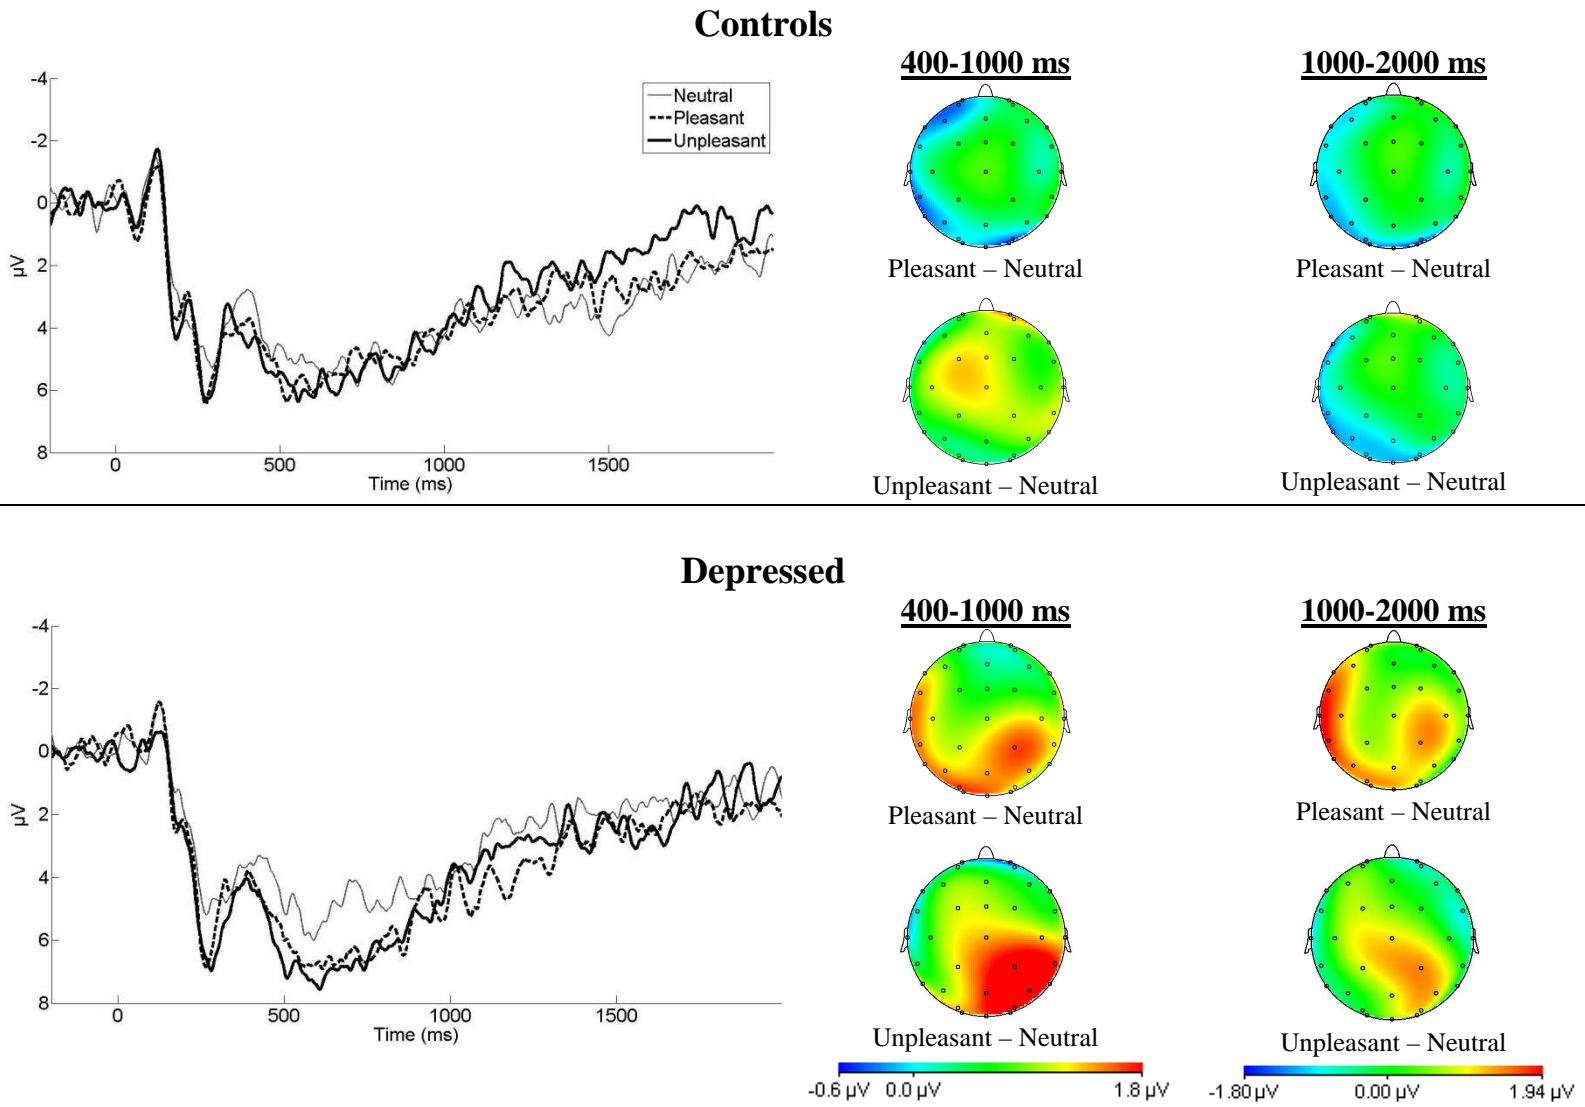 Controls
400-1000 ms
1000-2000 ms
-4
-2
0
2
4
6
8
µV
0
500
1000
1500
Time (ms)
Neutral
Pleasant
Unpleasant
Pleasant – Neutral
Pleasant – Neutral
Unpleasant – Neutral
Unpleasant – Neutral
Depressed
400-1000 ms
1000-2000 ms
-4
-2
0
2
4
6
8
µV
0
500
1000
1500
Time (ms)
Pleasant – Neutral
Pleasant – Neutral
Unpleasant – Neutral
Unpleasant – Neutral
-0.6 µV 0.0 µV 1.8 µV
-1.80 µV 0.00 µV 1.94 µV